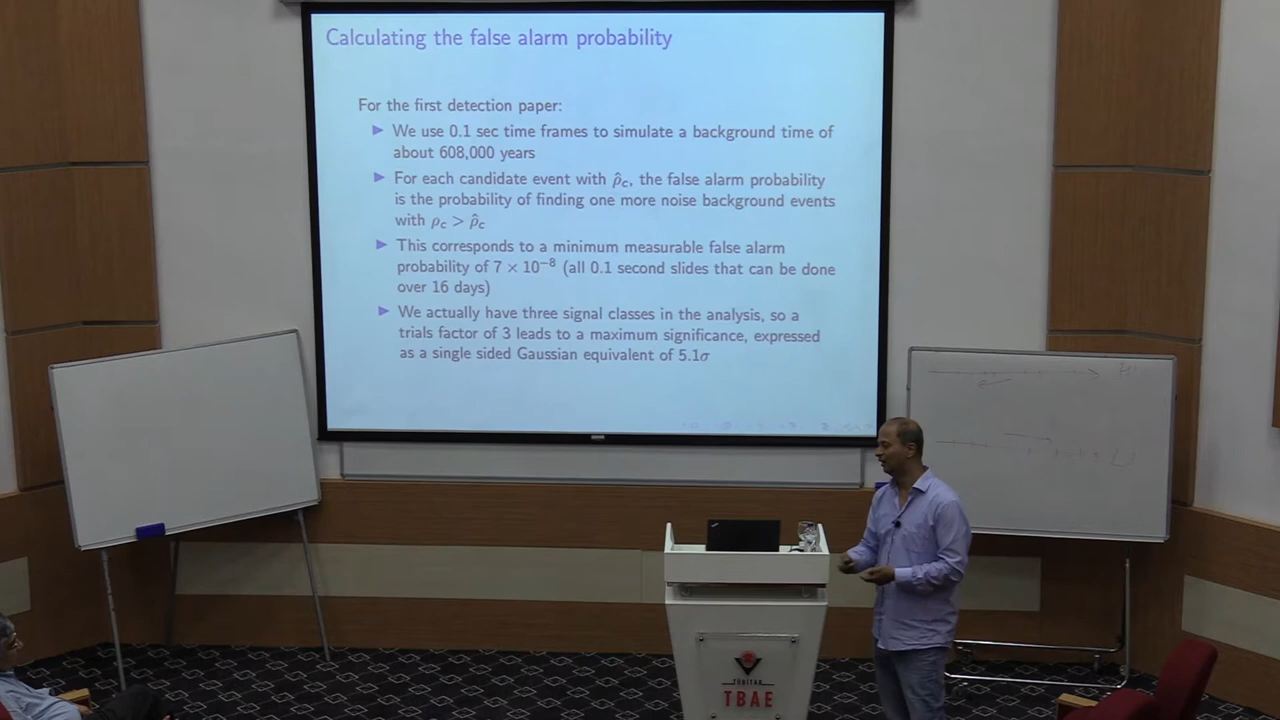 Calculating the false alarm probability
For the first detection paper:
▶ We use 0.1 sec time frames to simulate a background time of
about 608,000 years
▶ For each candidate event with ρ̂c, the false alarm probability
is the probability of finding one more noise background events
with ρc > ρ̂c
▶ This corresponds to a minimum measurable false alarm
probability of 7 × 10⁻⁸ (all 0.1 second slides that can be done
over 16 days)
▶ We actually have three signal classes in the analysis, so a
trials factor of 3 leads to a maximum significance, expressed
as a single sided Gaussian equivalent of 5.1σ
TÜBİTAK
TBAE